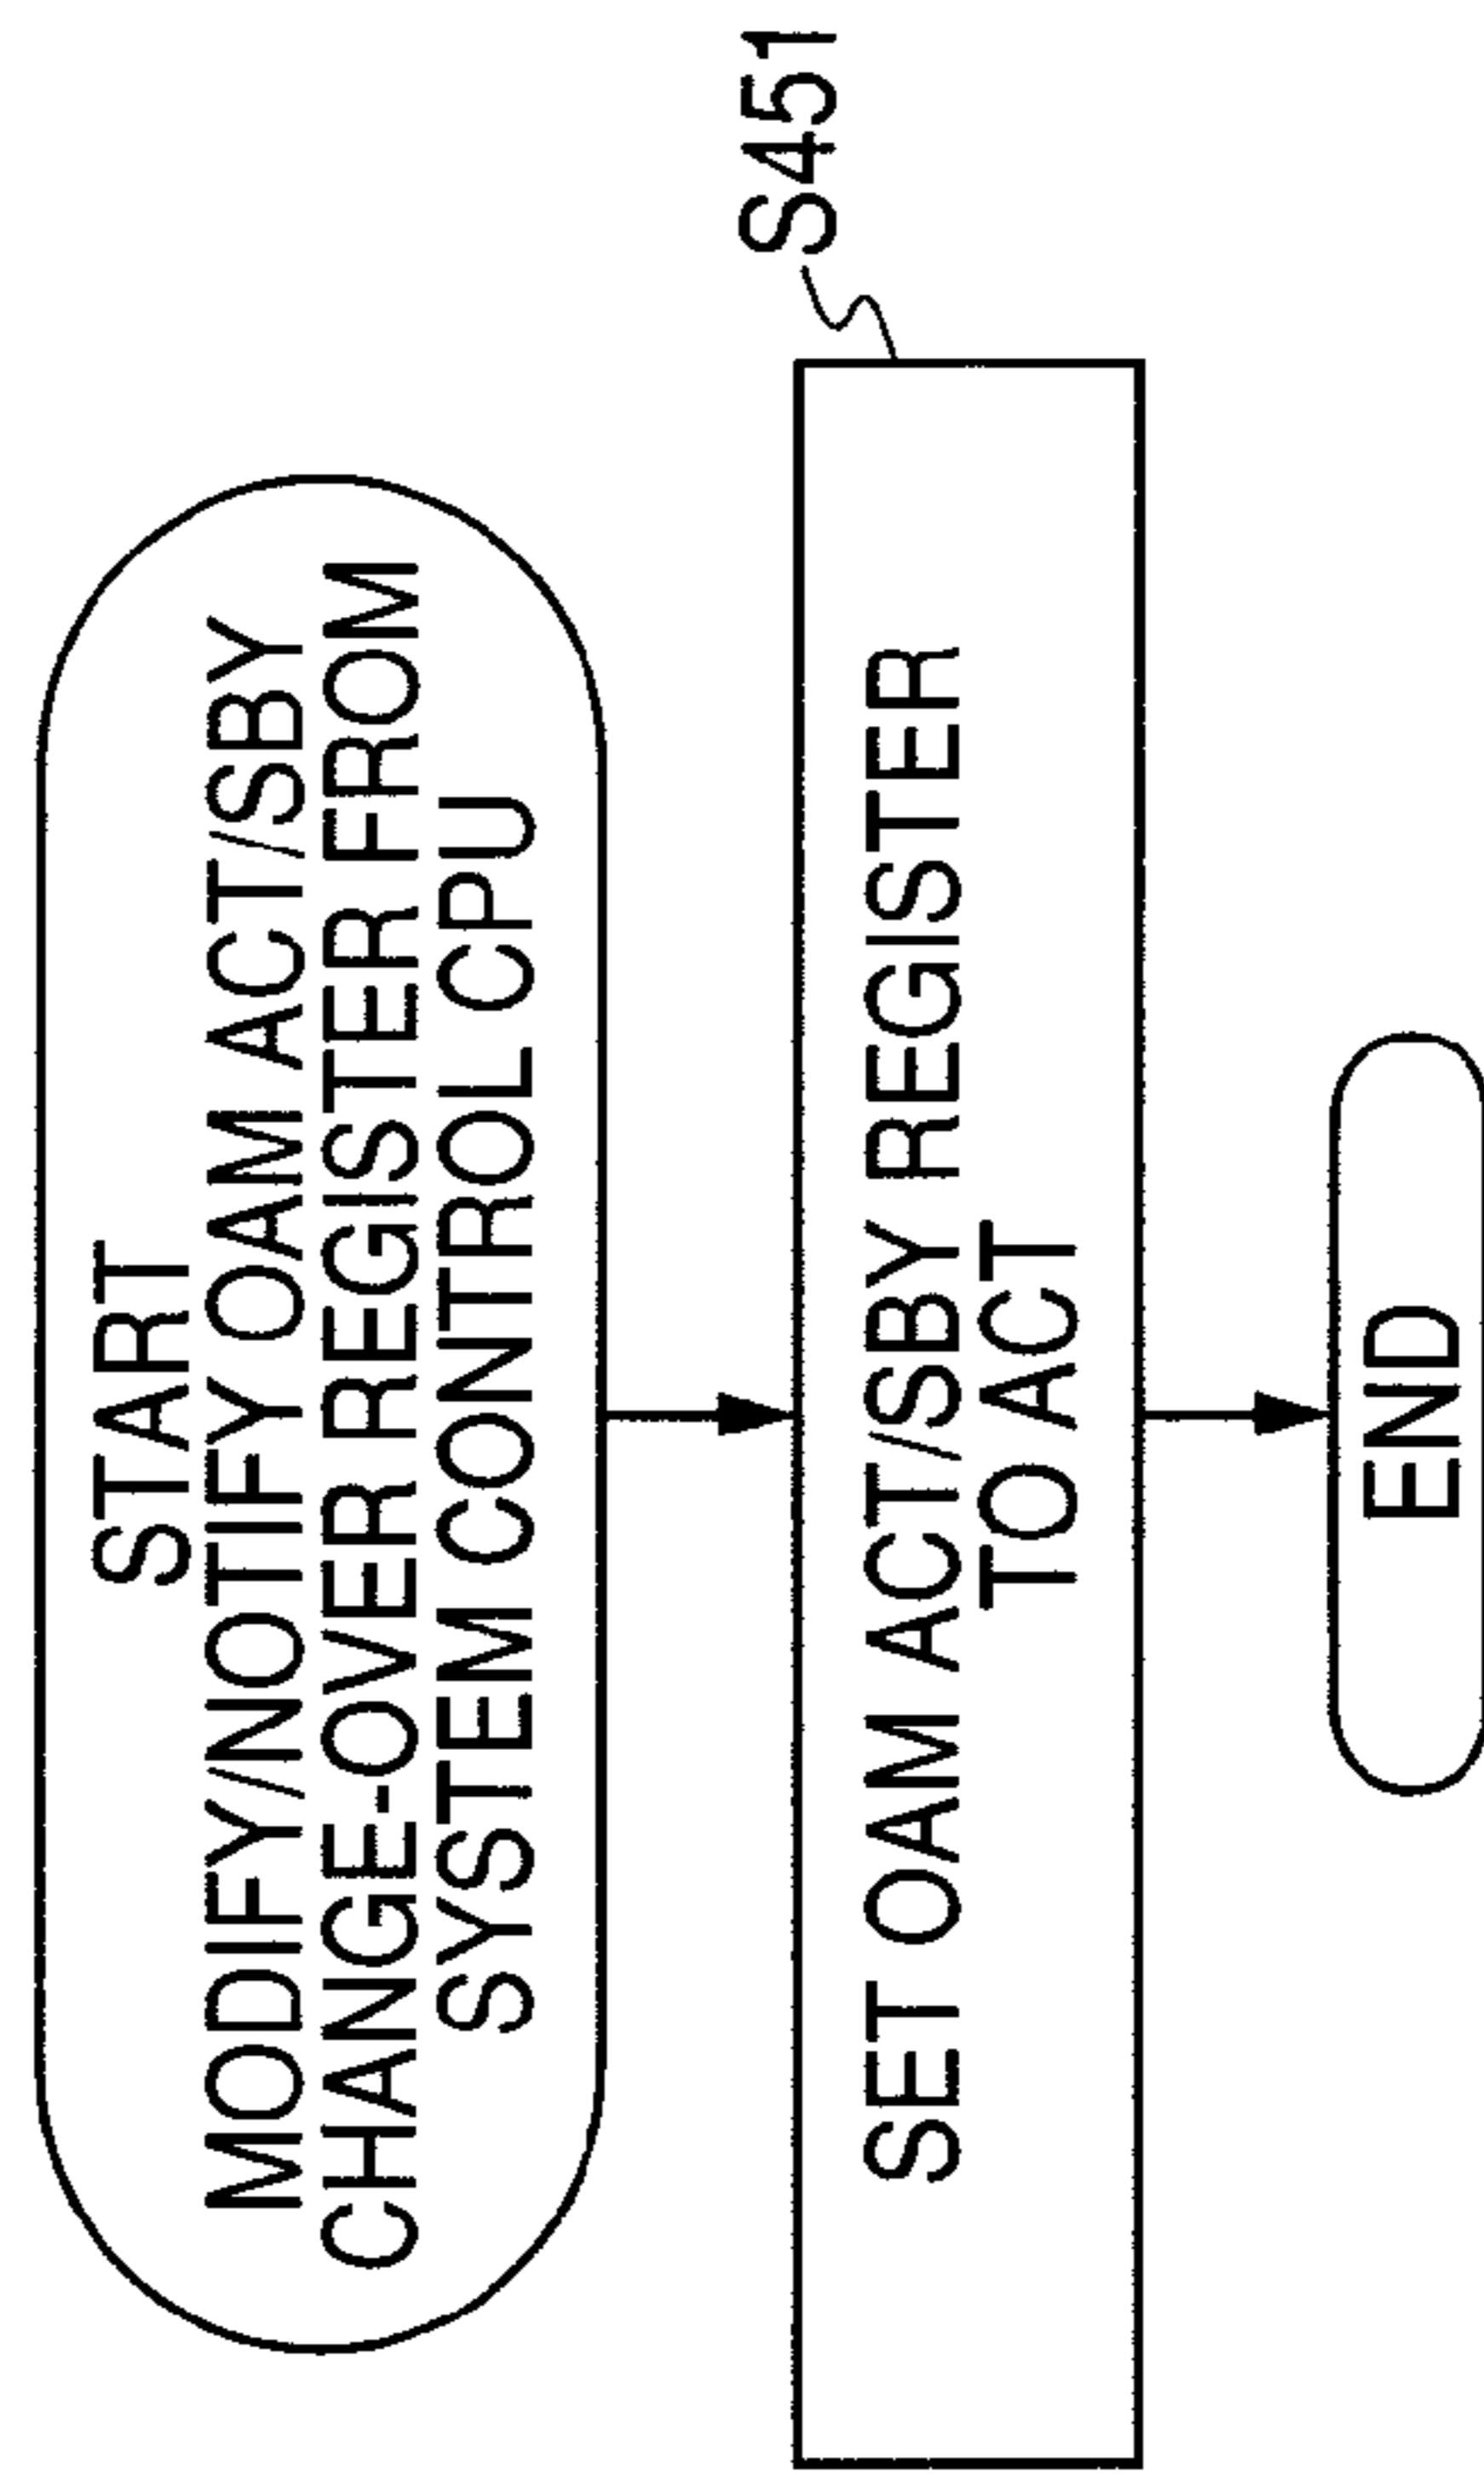 START
MODIFY/NOTIFY OAM ACT/SBY
CHANGE-OVER REGISTER FROM
SYSTEM CONTROL CPU
S451
SET OAM ACT/SBY REGISTER
TO ACT
END